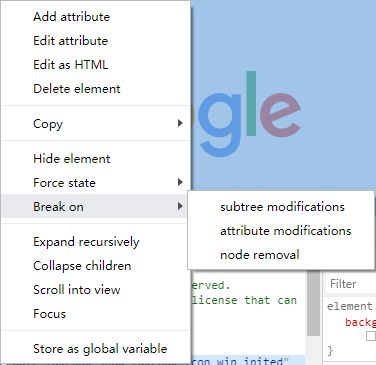 Add attribute
Edit attribute
Edit as HTML
Delete element
Copy
Hide element
Force state
Break on
subtree modifications
attribute modifications
node removal
Expand recursively
Collapse children
Scroll into view
Focus
Store as global variable
gle
served.
license that can
Filter
element.
backg
}